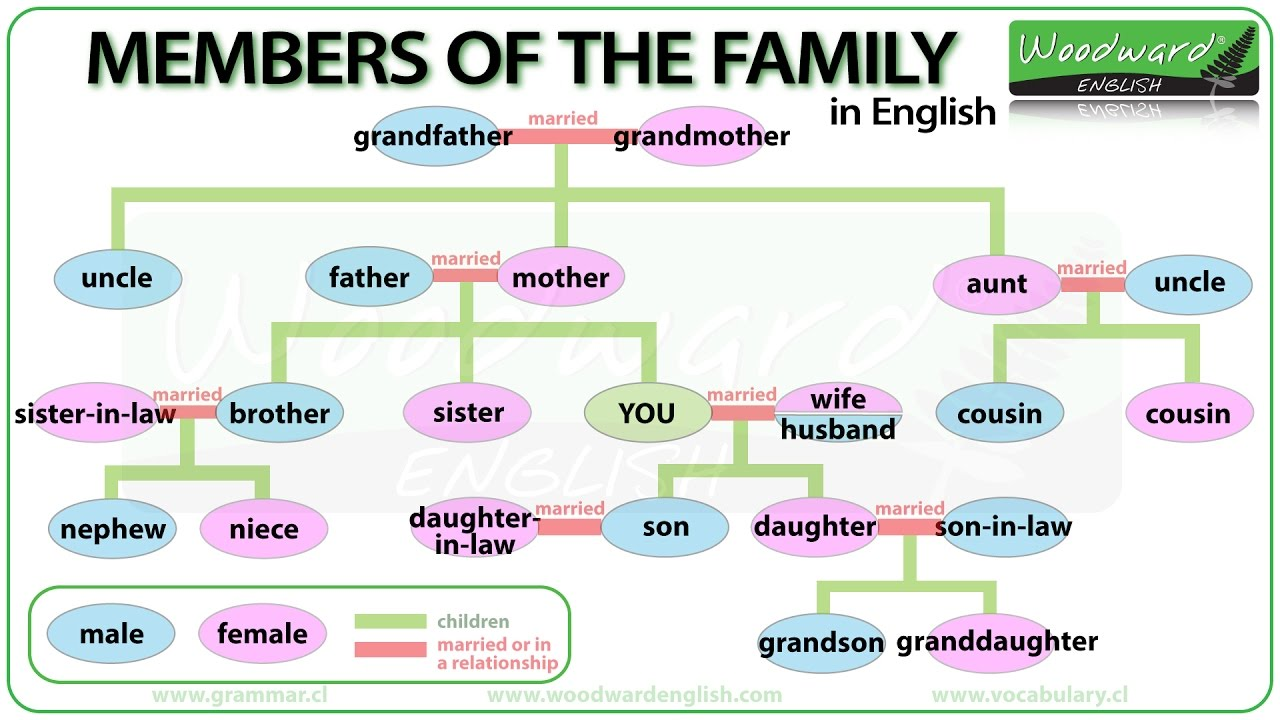 MEMBERS OF THE FAMILY
in English
Woodward®
ENGLISH
married
grandfather
grandmother
married
married
uncle
father
mother
aunt
uncle
married
married
sister-in-law
brother
sister
YOU
wife
husband
cousin
cousin
married
married
nephew
niece
daughter-
in-law
son
daughter
son-in-law
grandson
granddaughter
male
female
children
married or in
a relationship
www.grammar.cl
www.woodwardenglish.com
www.vocabulary.cl
Woodward®
ENGLISH